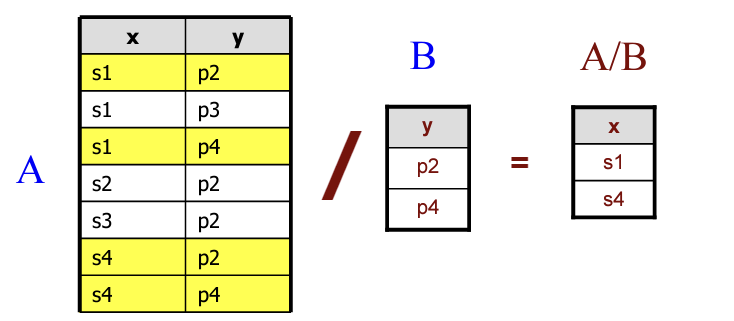 A
x y
s1 p2
s1 p3
s1 p4
s2 p2
s3 p2
s4 p2
s4 p4
/
B
y
p2
p4
=
A/B
x
s1
s4